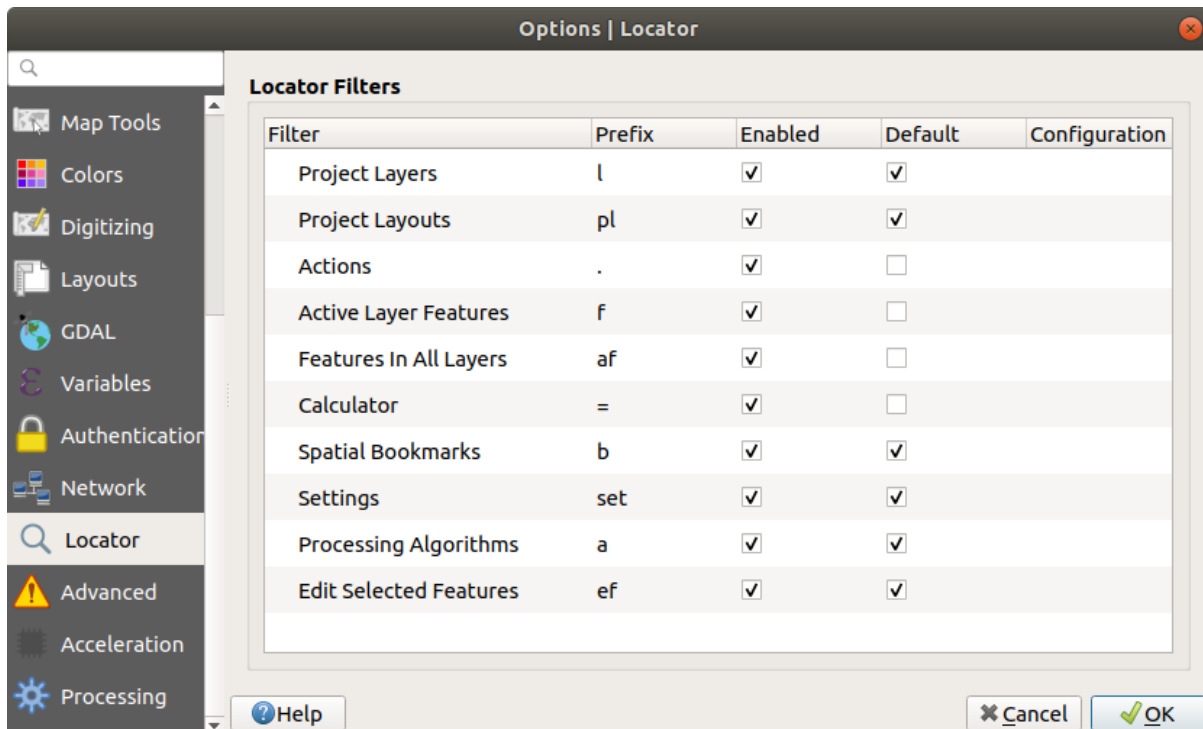 Options | Locator
Map Tools
Colors
Digitizing
Layouts
GDAL
Variables
Authentication
Network
Locator
Advanced
Acceleration
Processing
Locator Filters
Filter Prefix Enabled Default Configuration
Project Layers l
Project Layouts pl
Actions .
Active Layer Features f
Features In All Layers af
Calculator =
Spatial Bookmarks b
Settings set
Processing Algorithms a
Edit Selected Features ef
Help
Cancel
OK